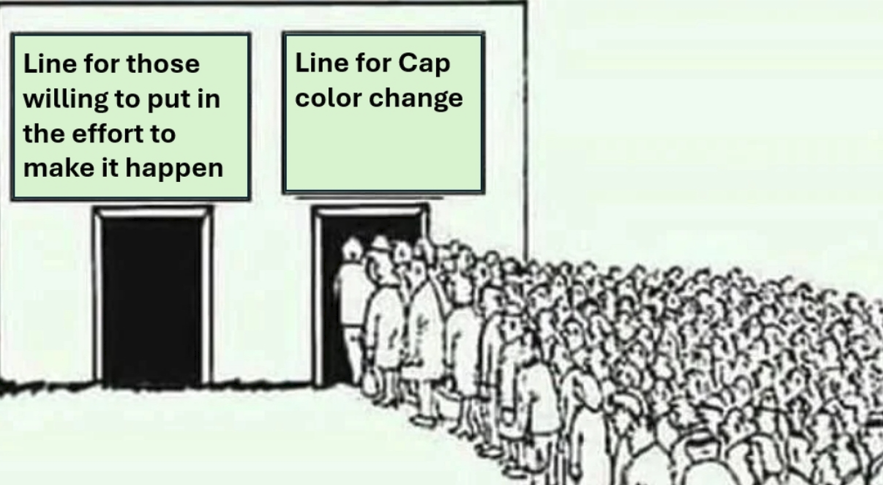 Line for those
willing to put in
the effort to
make it happen
Line for Cap
color change